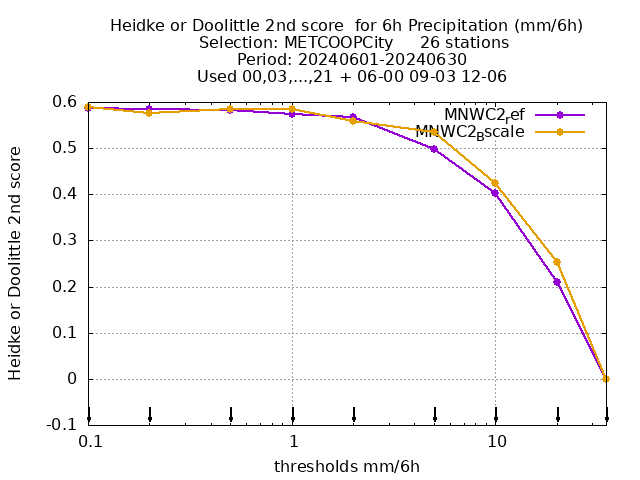 Heidke or Doolittle 2nd score  for 6h Precipitation (mm/6h)
Selection: METCOOPCity     26 stations
Period: 20240601-20240630
Used 00,03,...,21 + 06-00 09-03 12-06
MNWC2ref
MNWC2Bscale
Heidke or Doolittle 2nd score
0.6
0.5
0.4
0.3
0.2
0.1
0
-0.1
0.1
1
10
thresholds mm/6h